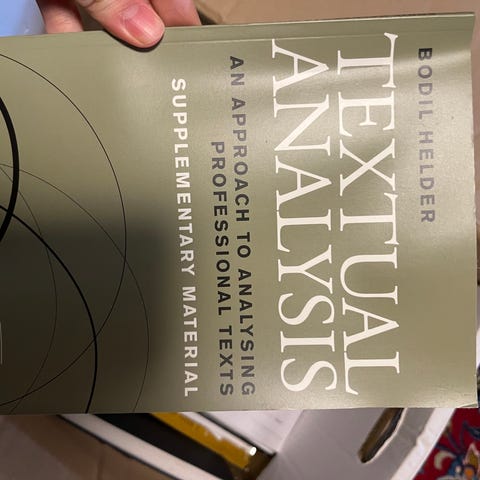 BODIL HELDER
TEXTUAL
ANALYSIS
AN APPROACH TO ANALYSING
PROFESSIONAL TEXTS
SUPPLEMENTARY MATERIAL